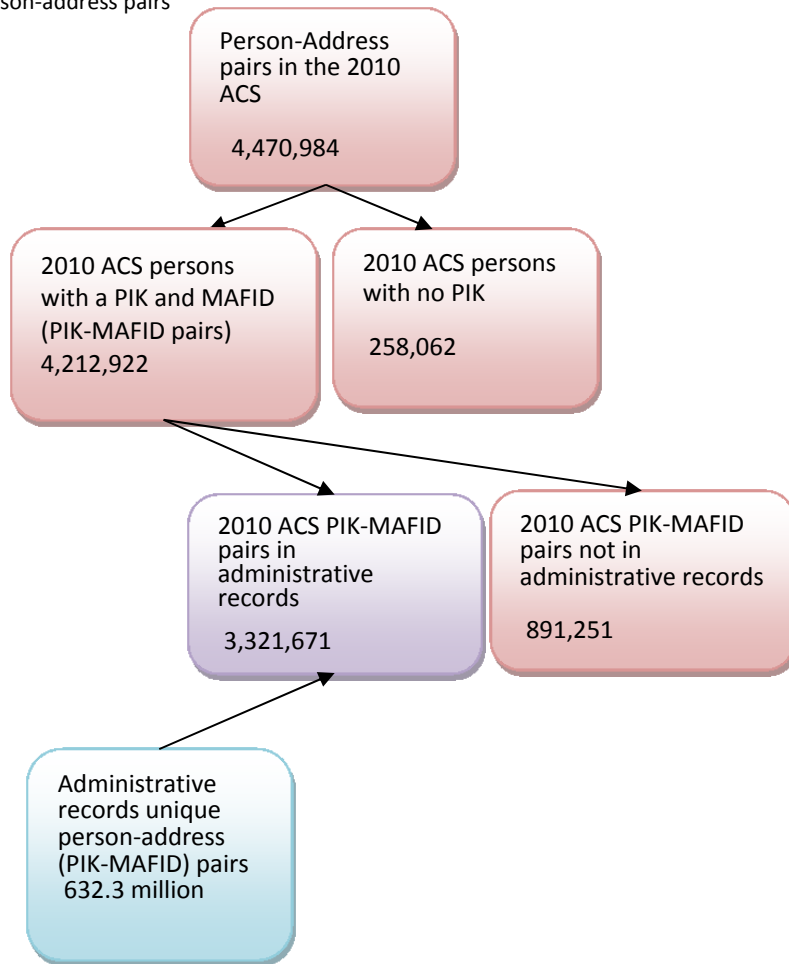 person-address pairs
Person-Address
pairs in the 2010
ACS
4,470,984
2010 ACS persons
with a PIK and MAFID
(PIK-MAFID pairs)
4,212,922
2010 ACS persons
with no PIK
258,062
2010 ACS PIK-MAFID
pairs in
administrative
records
3,321,671
2010 ACS PIK-MAFID
pairs not in
administrative records
891,251
Administrative
records unique
person-address
(PIK-MAFID) pairs
632.3 million